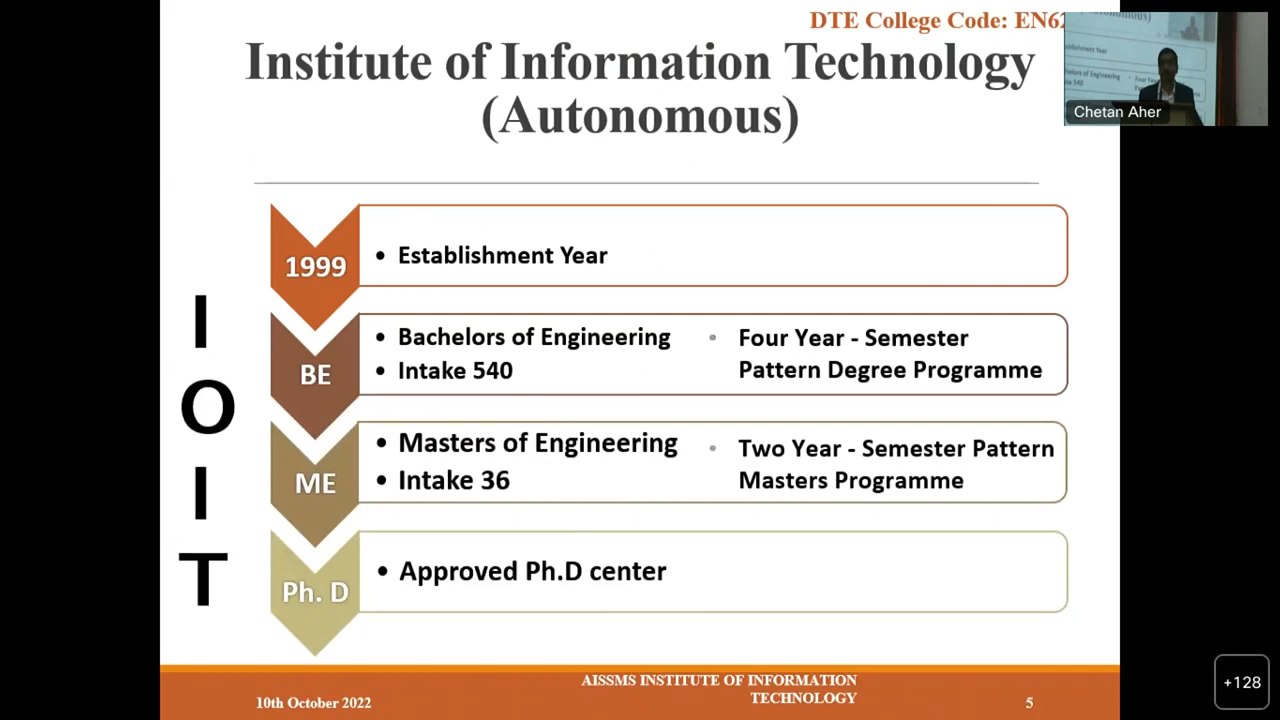 DTE College Code: EN62
Institute of Information Technology
(Autonomous)
Chetan Aher
I
O
I
T
1999
• Establishment Year
BE
• Bachelors of Engineering
• Intake 540
• Four Year - Semester
Pattern Degree Programme
ME
• Masters of Engineering
• Intake 36
• Two Year - Semester Pattern
Masters Programme
Ph. D
• Approved Ph.D center
10th October 2022
AISSMS INSTITUTE OF INFORMATION
TECHNOLOGY
5
+128